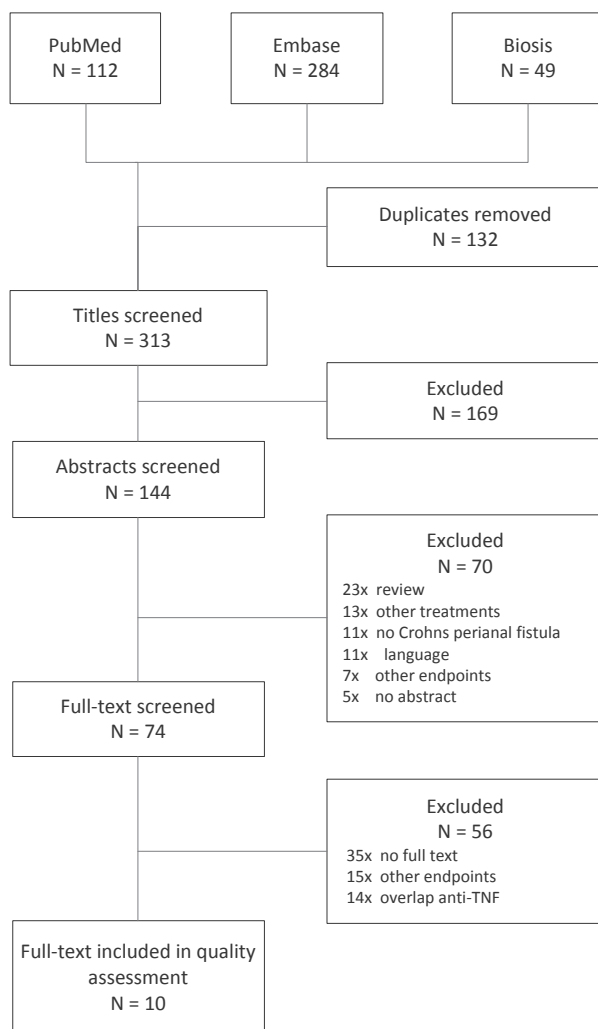 PubMed
N = 112
Embase
N = 284
Biosis
N = 49
Duplicates removed
N = 132
Titles screened
N = 313
Excluded
N = 169
Abstracts screened
N = 144
Excluded
N = 70
23x review
13x other treatments
11x no Crohns perianal fistula
11x language
7x other endpoints
5x no abstract
Full-text screened
N = 74
Excluded
N = 56
35x no full text
15x other endpoints
14x overlap anti-TNF
Full-text included in quality
assessment
N = 10